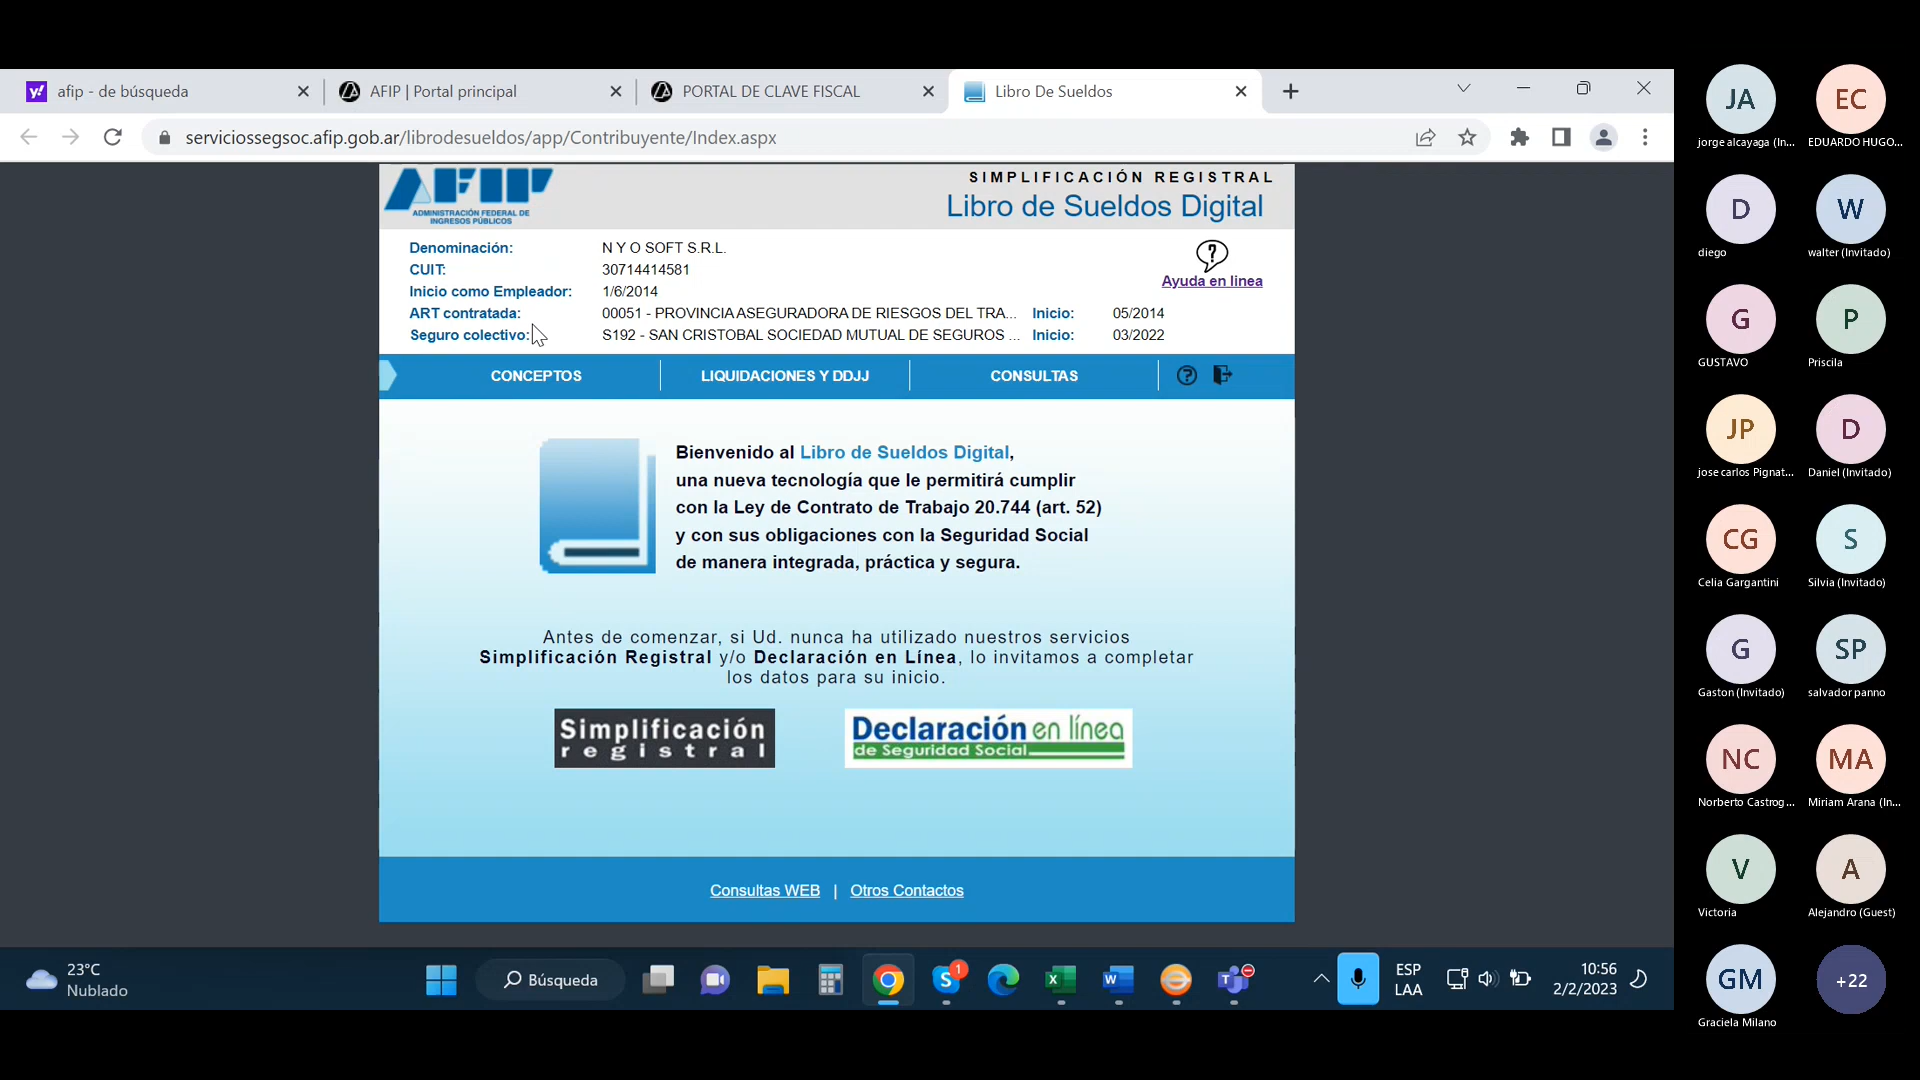 afip - de búsqueda
AFIP | Portal principal
PORTAL DE CLAVE FISCAL
Libro De Sueldos
serviciossegsoc.afip.gob.ar/librodesueldos/app/Contribuyente/Index.aspx
AFIP
ADMINISTRACIÓN FEDERAL DE
INGRESOS PÚBLICOS
SIMPLIFICACIÓN REGISTRAL
Libro de Sueldos Digital
Denominación: N Y O SOFT S.R.L.
CUIT: 30714414581
Inicio como Empleador: 1/6/2014
ART contratada: 00051 - PROVINCIA ASEGURADORA DE RIESGOS DEL TRA... Inicio: 05/2014
Seguro colectivo: S192 - SAN CRISTOBAL SOCIEDAD MUTUAL DE SEGUROS ... Inicio: 03/2022
?
Ayuda en linea
CONCEPTOS
LIQUIDACIONES Y DDJJ
CONSULTAS
?
Bienvenido al Libro de Sueldos Digital,
una nueva tecnología que le permitirá cumplir
con la Ley de Contrato de Trabajo 20.744 (art. 52)
y con sus obligaciones con la Seguridad Social
de manera integrada, práctica y segura.
Antes de comenzar, si Ud. nunca ha utilizado nuestros servicios
Simplificación Registral y/o Declaración en Línea, lo invitamos a completar
los datos para su inicio.
Simplificación
registral
Declaración en línea
de Seguridad Social
Consultas WEB | Otros Contactos
23°C
Nublado
Búsqueda
1
ESP
LAA
10:56
2/2/2023
JA
jorge alcayaga (In...
EC
EDUARDO HUGO...
D
diego
W
walter (Invitado)
G
GUSTAVO
P
Priscila
JP
jose carlos Pignat...
D
Daniel (Invitado)
CG
Celia Gargantini
S
Silvia (Invitado)
G
Gaston (Invitado)
SP
salvador panno
NC
Norberto Castrog...
MA
Miriam Arana (In...
V
Victoria
A
Alejandro (Guest)
GM
Graciela Milano
+22